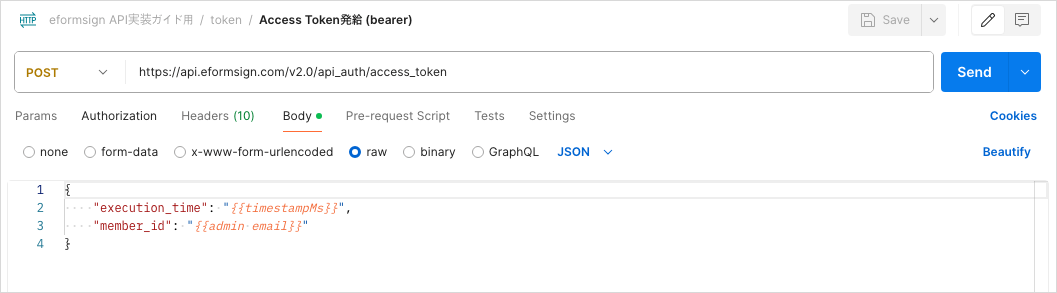 HTTP eformsign API実装ガイド用 / token / Access Token発給 (bearer) Save
POST https://api.eformsign.com/v2.0/api_auth/access_token Send
Params Authorization Headers (10) Body Pre-request Script Tests Settings Cookies
none form-data x-www-form-urlencoded raw binary GraphQL JSON Beautify
1 {
2 "execution_time": "{{timestampMs}}",
3 "member_id": "{{admin email}}"
4 }